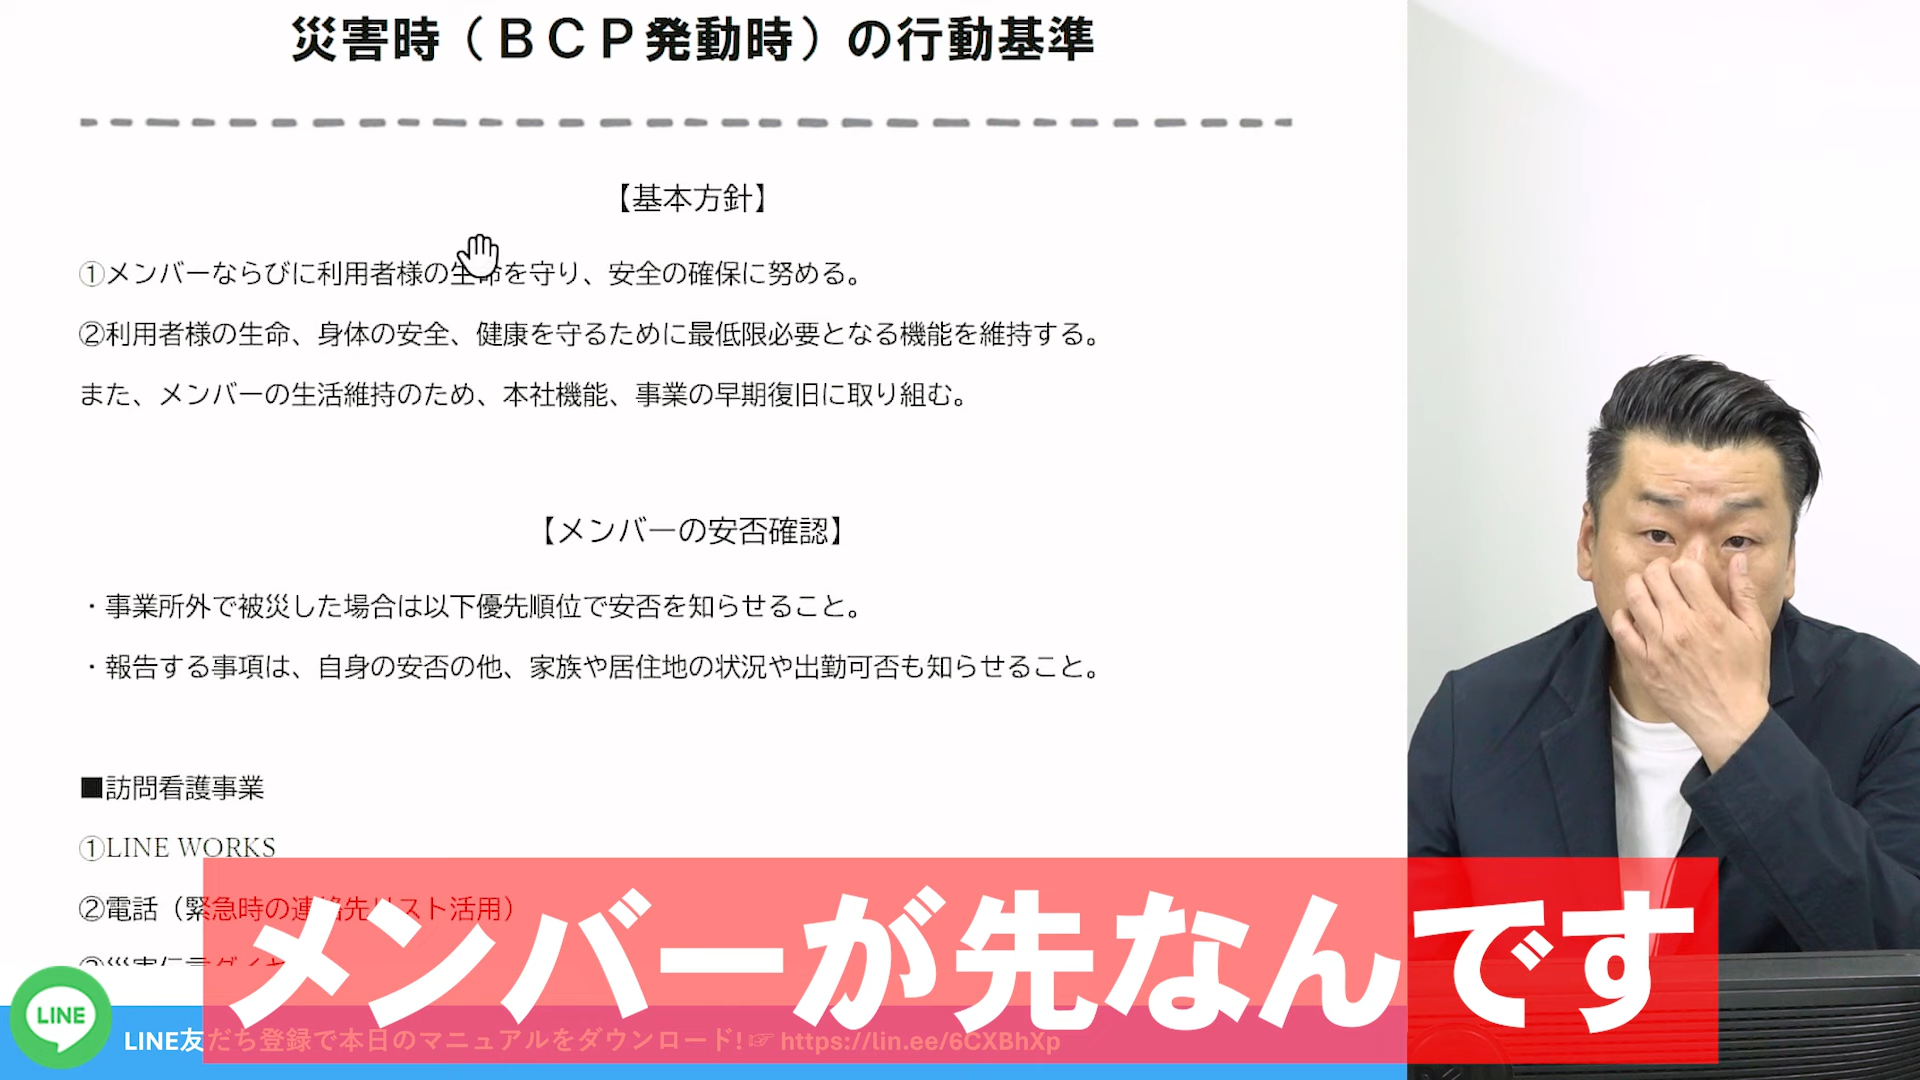 災害時（ＢＣＰ発動時）の行動基準
【基本方針】
①メンバーならびに利用者様の生命を守り、安全の確保に努める。
②利用者様の生命、身体の安全、健康を守るために最低限必要となる機能を維持する。
また、メンバーの生活維持のため、本社機能、事業の早期復旧に取り組む。
【メンバーの安否確認】
・事業所外で被災した場合は以下優先順位で安否を知らせること。
・報告する事項は、自身の安否の他、家族や居住地の状況や出勤可否も知らせること。
■訪問看護事業
①LINE WORKS
②電話（緊急時の連絡先リスト活用）
メンバーが先なんです
LINE
LINE友だち登録で本日のマニュアルをダウンロード!☞ https://lin.ee/6CXBhXp